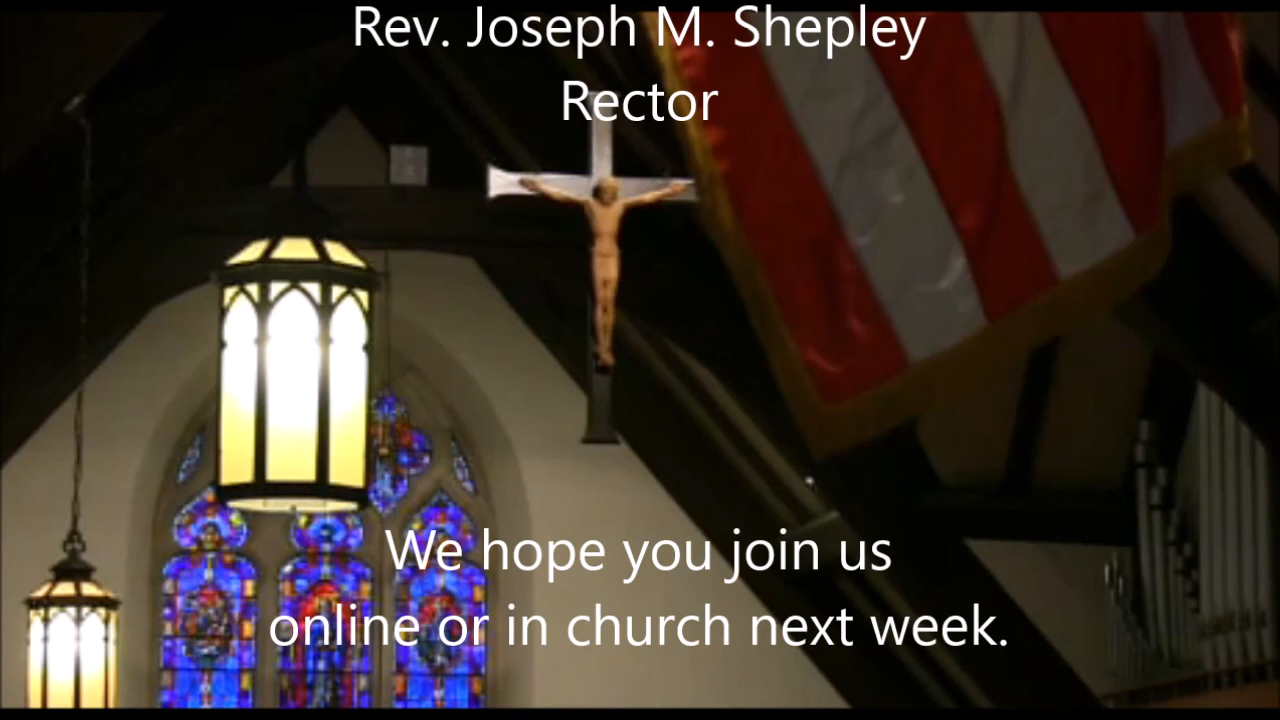 Rev. Joseph M. Shepley
Rector
We hope you join us
online or in church next week.